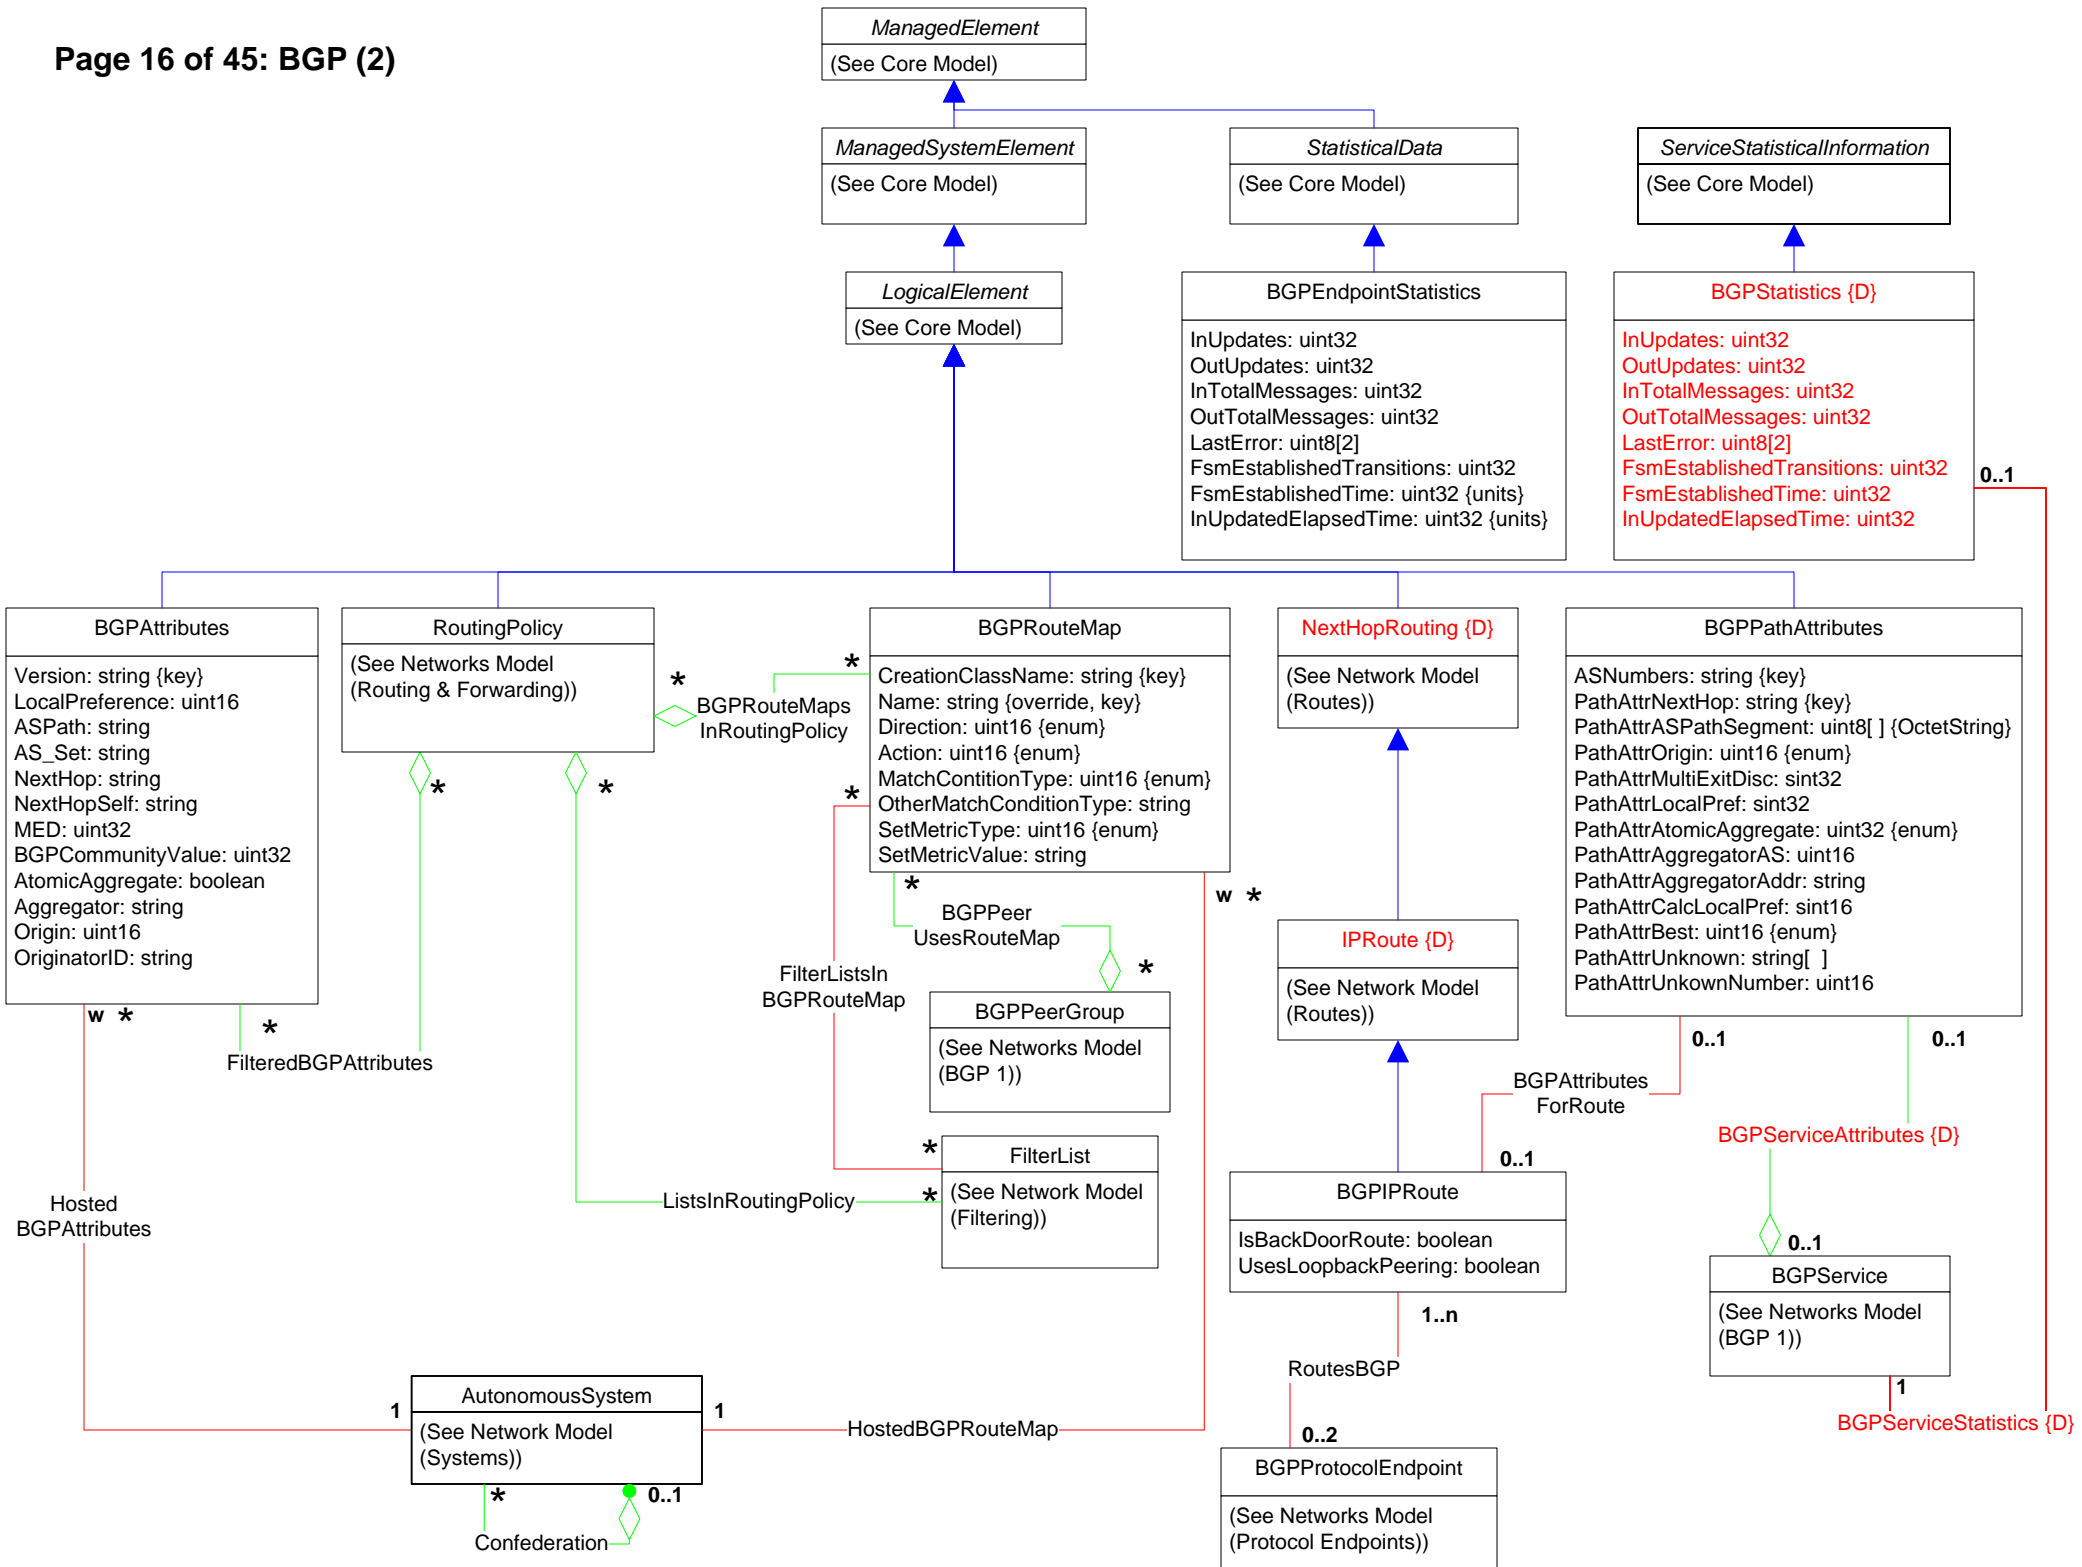 Page 16 of 45: BGP (2)
ManagedElement
(See Core Model)
ManagedSystemElement
(See Core Model)
StatisticalData
(See Core Model)
ServiceStatisticalInformation
(See Core Model)
LogicalElement
(See Core Model)
BGPEndpointStatistics
InUpdates: uint32
OutUpdates: uint32
InTotalMessages: uint32
OutTotalMessages: uint32
LastError: uint8[2]
FsmEstablishedTransitions: uint32
FsmEstablishedTime: uint32 {units}
InUpdatedElapsedTime: uint32 {units}
BGPStatistics {D}
InUpdates: uint32
OutUpdates: uint32
InTotalMessages: uint32
OutTotalMessages: uint32
LastError: uint8[2]
FsmEstablishedTransitions: uint32
FsmEstablishedTime: uint32
InUpdatedElapsedTime: uint32
0..1
BGPAttributes
Version: string {key}
LocalPreference: uint16
ASPath: string
AS_Set: string
NextHop: string
NextHopSelf: string
MED: uint32
BGPCommunityValue: uint32
AtomicAggregate: boolean
Aggregator: string
Origin: uint16
OriginatorID: string
w *
*
RoutingPolicy
(See Networks Model
(Routing & Forwarding))
*
*
*
BGPRouteMaps
InRoutingPolicy
*
*
BGPRouteMap
CreationClassName: string {key}
Name: string {override, key}
Direction: uint16 {enum}
Action: uint16 {enum}
MatchContitionType: uint16 {enum}
OtherMatchConditionType: string
SetMetricType: uint16 {enum}
SetMetricValue: string
*
w *
NextHopRouting {D}
(See Network Model
(Routes))
BGPPathAttributes
ASNumbers: string {key}
PathAttrNextHop: string {key}
PathAttrASPathSegment: uint8[ ] {OctetString}
PathAttrOrigin: uint16 {enum}
PathAttrMultiExitDisc: sint32
PathAttrLocalPref: sint32
PathAttrAtomicAggregate: uint32 {enum}
PathAttrAggregatorAS: uint16
PathAttrAggregatorAddr: string
PathAttrCalcLocalPref: sint16
PathAttrBest: uint16 {enum}
PathAttrUnknown: string[ ]
PathAttrUnkownNumber: uint16
0..1
0..1
BGPPeer
UsesRouteMap
*
FilterListsIn
BGPRouteMap
BGPPeerGroup
(See Networks Model
(BGP 1))
IPRoute {D}
(See Network Model
(Routes))
FilteredBGPAttributes
BGPAttributes
ForRoute
0..1
BGPServiceAttributes {D}
0..1
*
*
FilterList
(See Network Model
(Filtering))
ListsInRoutingPolicy
Hosted
BGPAttributes
BGPIPRoute
IsBackDoorRoute: boolean
UsesLoopbackPeering: boolean
1..n
BGPService
(See Networks Model
(BGP 1))
1
BGPServiceStatistics {D}
RoutesBGP
0..2
1
AutonomousSystem
(See Network Model
(Systems))
1
HostedBGPRouteMap
*
0..1
Confederation
BGPProtocolEndpoint
(See Networks Model
(Protocol Endpoints))